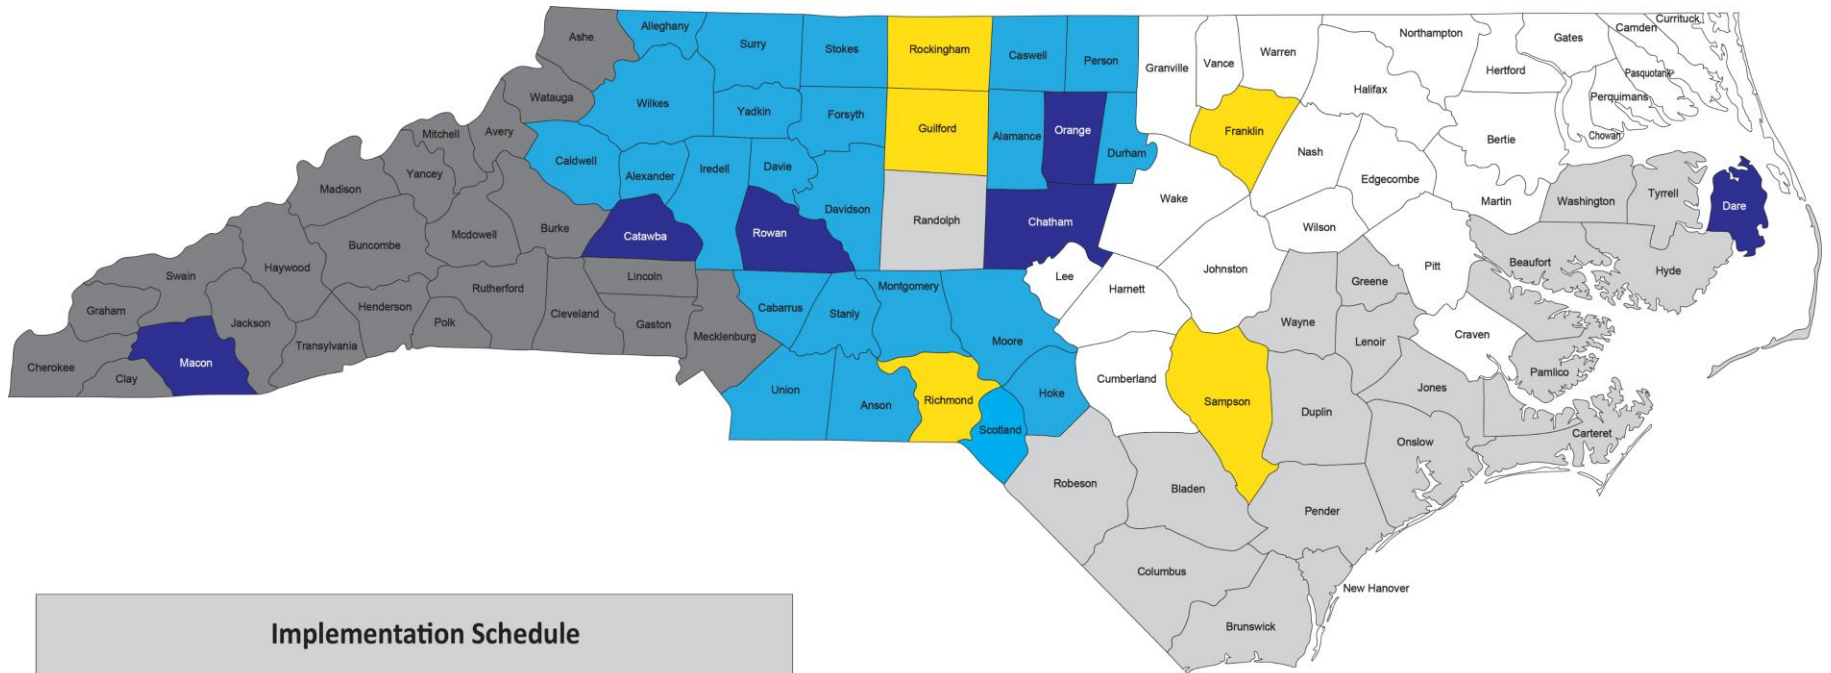 Ashe
Alleghany
Surry
Stokes
Rockingham
Caswell
Person
Granville
Vance
Warren
Northampton
Gates
Camden
Currituck
Hertford
Pasquotank
Halifax
Perquimans
Chowan
Bertie
Watauga
Wilkes
Yadkin
Forsyth
Guilford
Alamance
Orange
Durham
Franklin
Nash
Edgecombe
Martin
Washington
Tyrrell
Dare
Mitchell
Avery
Caldwell
Alexander
Iredell
Davie
Madison
Yancey
Davidson
Randolph
Chatham
Wake
Wilson
Buncombe
Mcdowell
Burke
Catawba
Rowan
Swain
Haywood
Lincoln
Lee
Johnston
Greene
Pitt
Beaufort
Hyde
Graham
Jackson
Henderson
Rutherford
Polk
Cleveland
Gaston
Cabarrus
Stanly
Montgomery
Harnett
Wayne
Lenoir
Craven
Cherokee
Clay
Macon
Transylvania
Mecklenburg
Moore
Pamlico
Union
Anson
Richmond
Hoke
Cumberland
Sampson
Duplin
Jones
Scotland
Onslow
Carteret
Robeson
Bladen
Pender
Columbus
New Hanover
Brunswick
Implementation Schedule